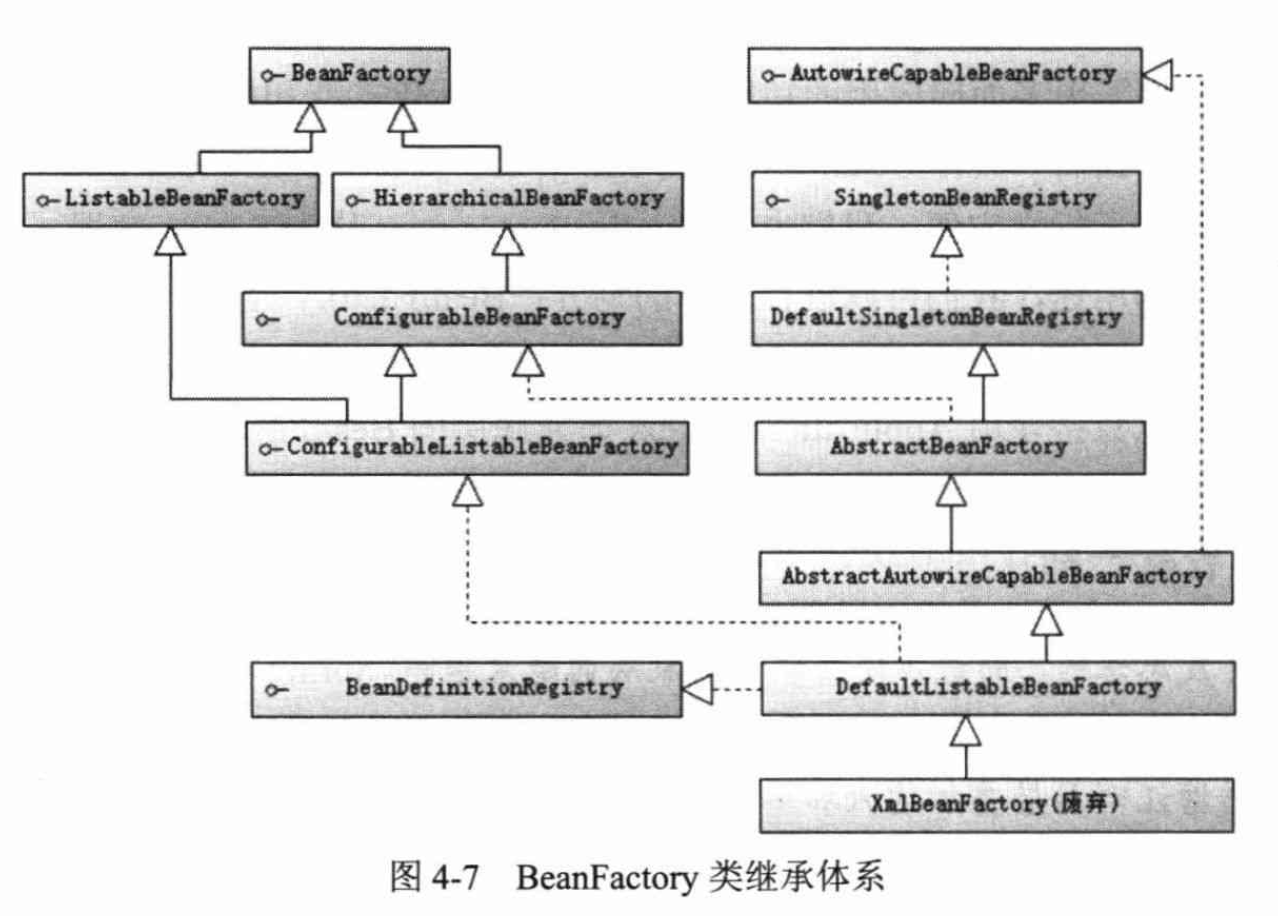 BeanFactory
AutowireCapableBeanFactory
ListableBeanFactory
HierarchicalBeanFactory
SingletonBeanRegistry
ConfigurableBeanFactory
DefaultSingletonBeanRegistry
ConfigurableListableBeanFactory
AbstractBeanFactory
AbstractAutowireCapableBeanFactory
BeanDefinitionRegistry
DefaultListableBeanFactory
XmlBeanFactory(废弃)
图 4-7 BeanFactory 类继承体系